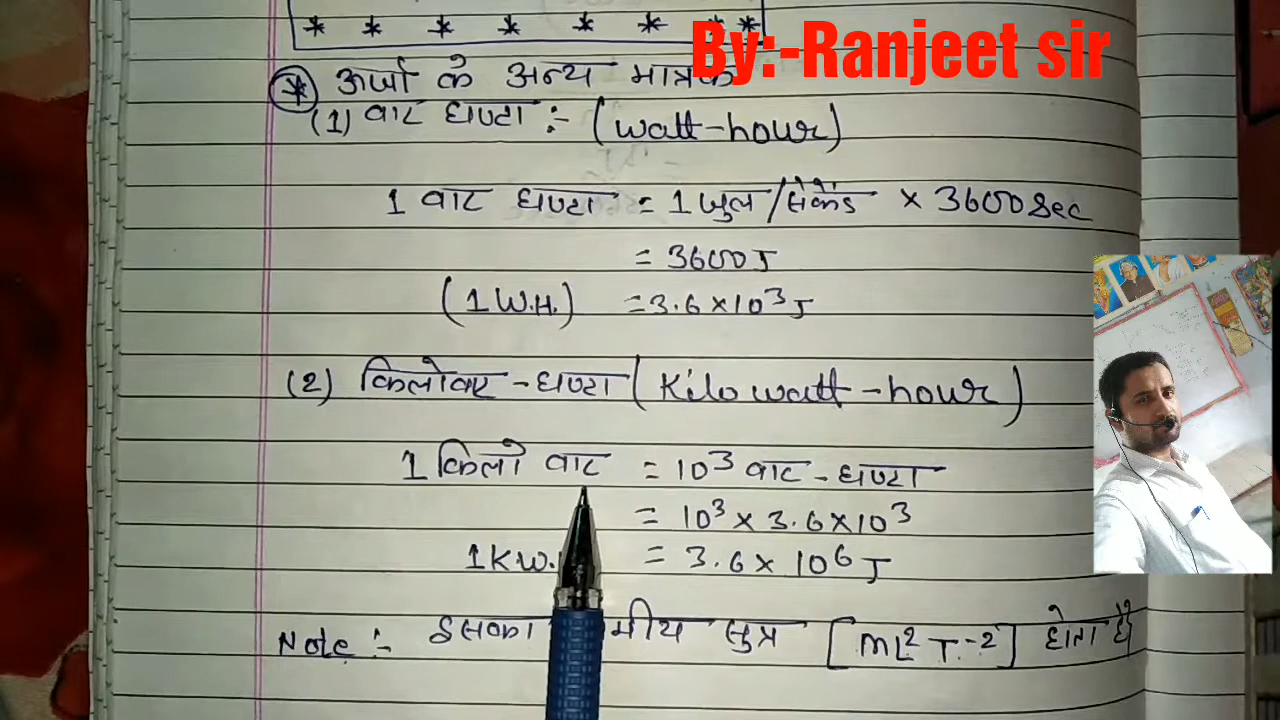 * * * * * * * *
By:-Ranjeet sir
* ऊर्जा के अन्य मात्रक
(1) वाट घण्टा :- (watt-hour)
1 वाट घण्टा = 1 जुल/सेकेंड × 3600 Sec
= 3600 J
(1 W.H.) = 3.6 × 10³ J
(2) किलोवाट - घण्टा (Kilo watt - hour)
1 किलो वाट = 10³ वाट - घण्टा
= 10³ × 3.6 × 10³
1 K W. = 3.6 × 10⁶ J
Note :- इसका मीय सुत्र [ML² T⁻²] होता है